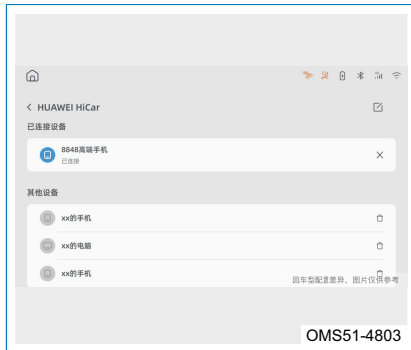 HUAWEI HiCar
已连接设备
8848高端手机
已连接
其他设备
xx的手机
xx的电脑
xx的手机
因车型配置差异，图片仅供参考
OMS51-4803